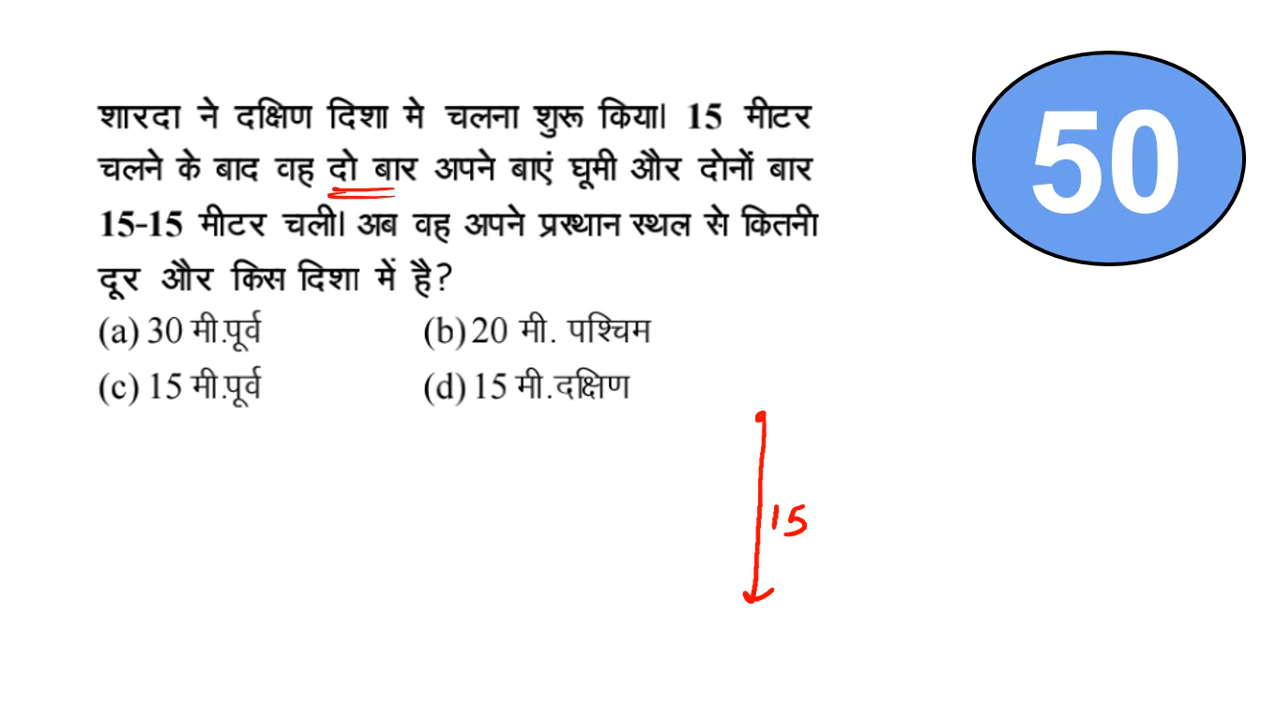 शारदा ने दक्षिण दिशा मे चलना शुरू किया। 15 मीटर
चलने के बाद वह दो बार अपने बाएं घूमी और दोनों बार
15-15 मीटर चली। अब वह अपने प्रस्थान स्थल से कितनी
दूर और किस दिशा में है?
(a) 30 मी.पूर्व (b) 20 मी. पश्चिम
(c) 15 मी.पूर्व (d) 15 मी.दक्षिण
50
15